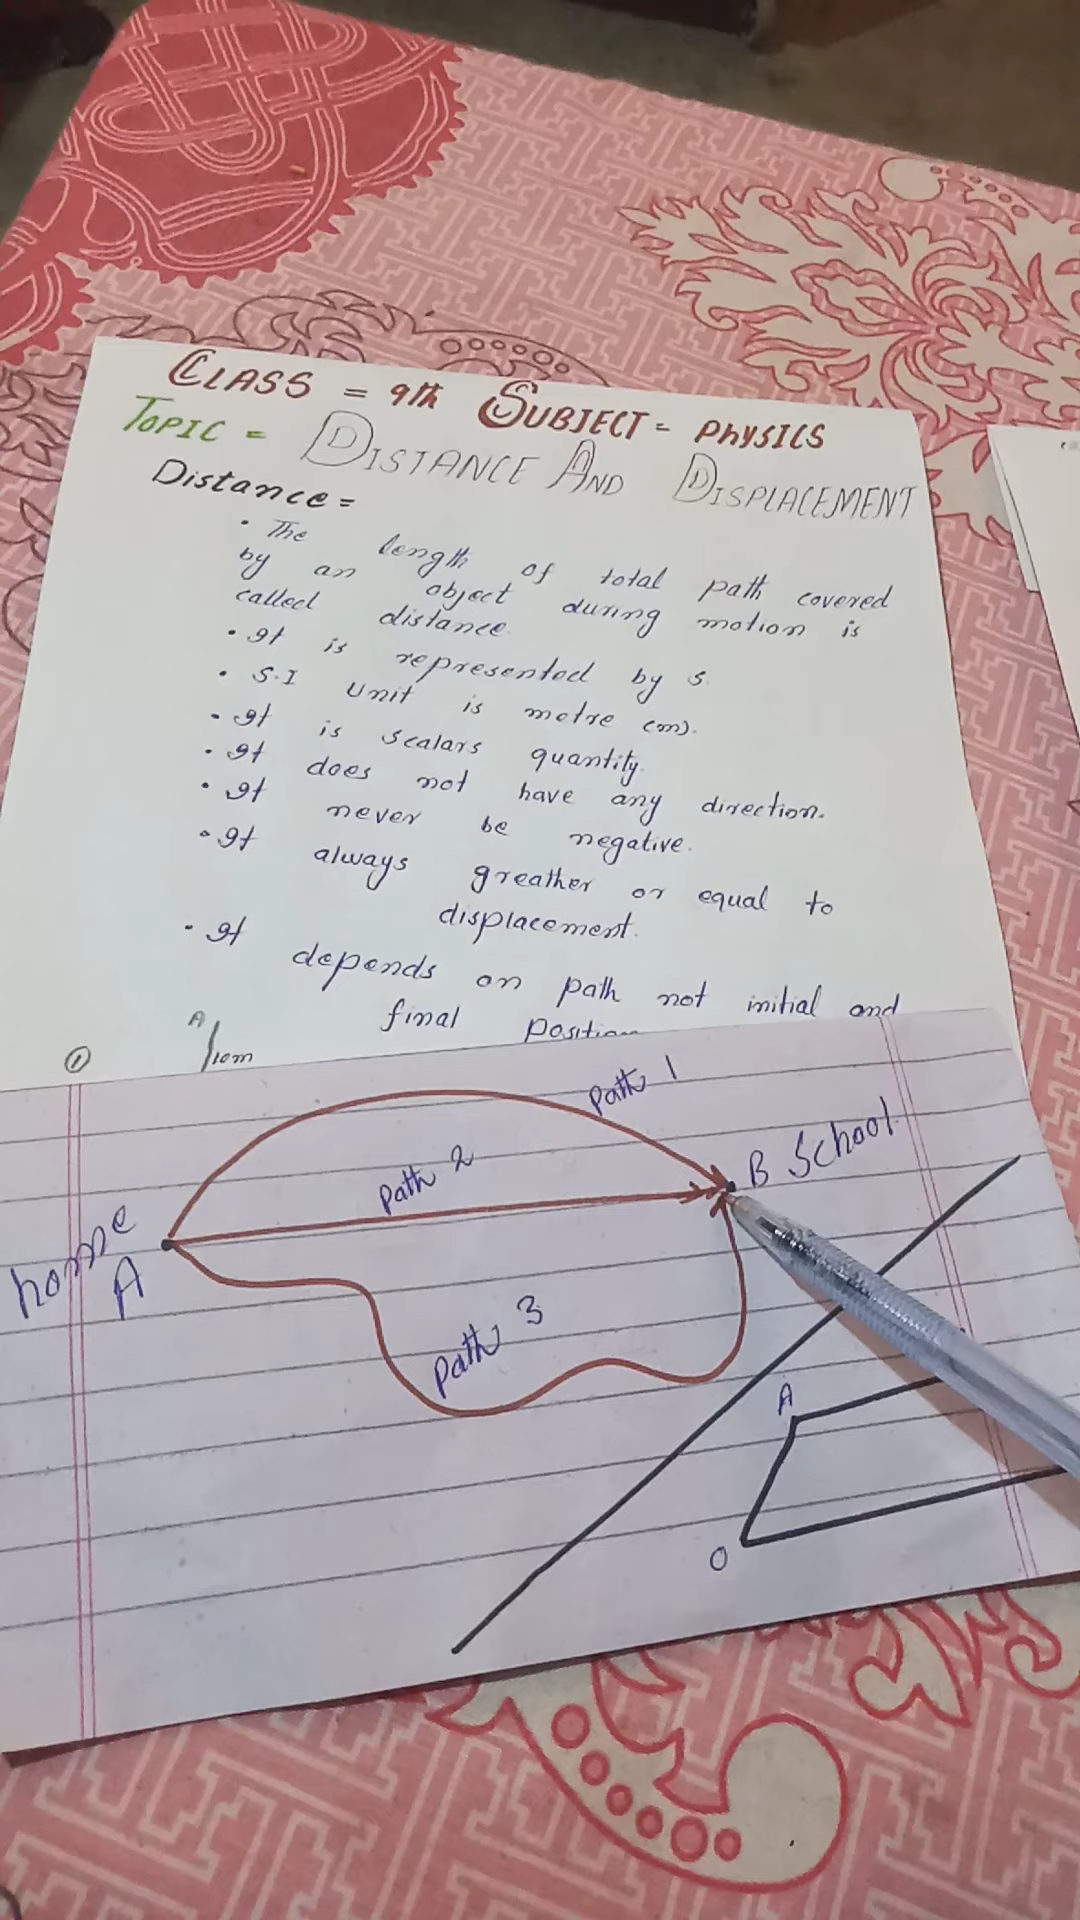 CLASS = 9th SUBJECT = PHYSICS
TOPIC = DISTANCE AND DISPLACEMENT
Distance =
• The length of total path covered
by an object during motion is
called distance.
• It is represented by s.
• S.I Unit is metre (m).
• It is scalars quantity.
• It does not have any direction.
• It never be negative.
• It always greather or equal to
displacement.
• It depends on path not initial and
final position
① A 10m
Path 1
Path 2
B School
home
A
Path 3
A
O